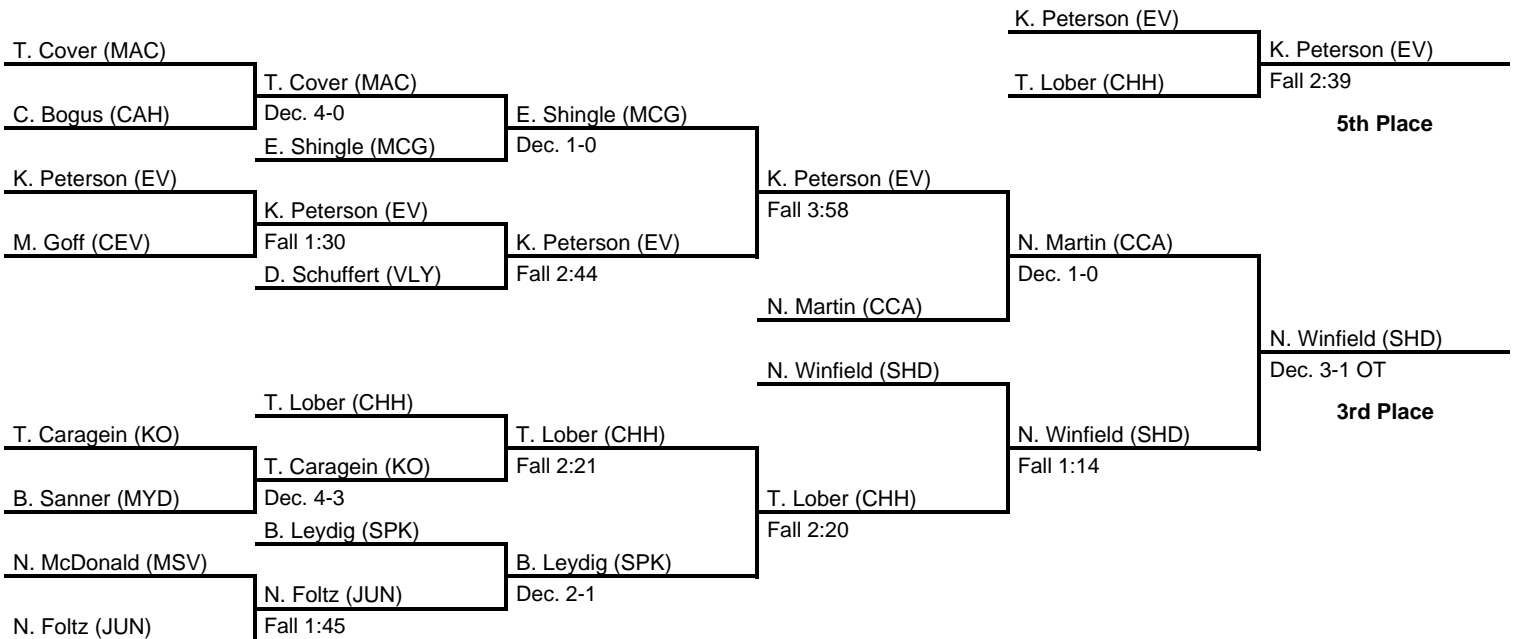 K. Peterson (EV)
T. Cover (MAC)
K. Peterson (EV)
T. Cover (MAC)
T. Lober (CHH)
Fall 2:39
C. Bogus (CAH)
Dec. 4-0
E. Shingle (MCG)
5th Place
E. Shingle (MCG)
Dec. 1-0
K. Peterson (EV)
K. Peterson (EV)
K. Peterson (EV)
Fall 3:58
M. Goff (CEV)
Fall 1:30
K. Peterson (EV)
N. Martin (CCA)
D. Schuffert (VLY)
Fall 2:44
Dec. 1-0
N. Martin (CCA)
N. Winfield (SHD)
N. Winfield (SHD)
Dec. 3-1 OT
T. Lober (CHH)
3rd Place
T. Caragein (KO)
T. Lober (CHH)
N. Winfield (SHD)
T. Caragein (KO)
Fall 2:21
Fall 1:14
B. Sanner (MYD)
Dec. 4-3
T. Lober (CHH)
B. Leydig (SPK)
Fall 2:20
N. McDonald (MSV)
B. Leydig (SPK)
N. Foltz (JUN)
Dec. 2-1
N. Foltz (JUN)
Fall 1:45